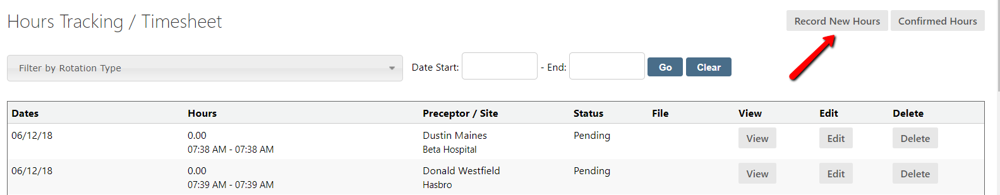 Hours Tracking / Timesheet
Record New Hours
Confirmed Hours
Filter by Rotation Type
Date Start:
- End:
Go
Clear
Dates Hours Preceptor / Site Status File View Edit Delete
06/12/18 0.00 Dustin Maines Pending View Edit Delete
07:38 AM - 07:38 AM Beta Hospital
06/12/18 0.00 Donald Westfield Pending View Edit Delete
07:39 AM - 07:39 AM Hasbro